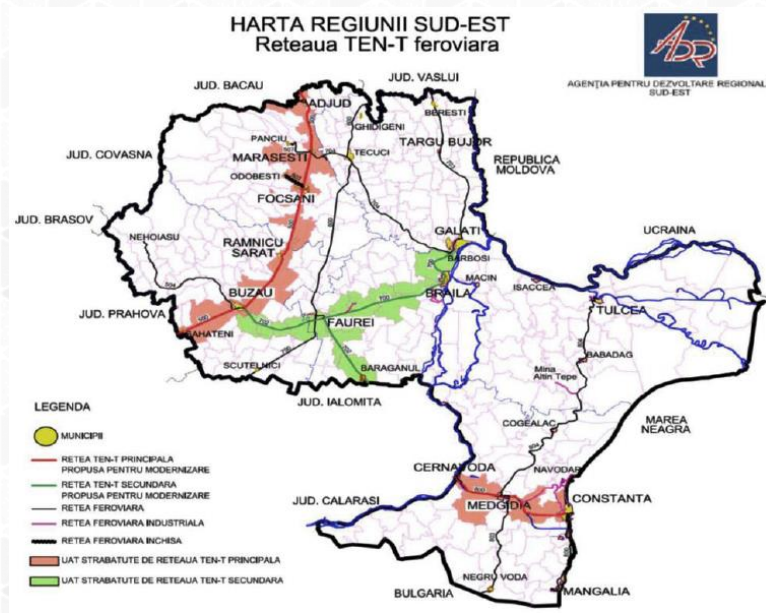 HARTA REGIUNII SUD-EST
Reteaua TEN-T feroviara
ADR
AGENŢIA PENTRU DEZVOLTARE REGIONAL
SUD-EST
JUD. BACAU
JUD. VASLUI
ADJUD
BERESTI
GHIDIGENI
PANCIU
TARGU BUJOR
JUD. COVASNA
MARASESTI
TECUCI
REPUBLICA
MOLDOVA
ODOBESTI
FOCSANI
JUD. BRASOV
NEHOIASU
RAMNICU
SARAT
GALATI
UCRAINA
BARBOSI
MACIN
ISACCEA
BUZAU
BRAILA
JUD. PRAHOVA
FAUREI
TULCEA
SCUTELNICI
BARAGANUL
BABADAG
Mina
Altin Tepe
JUD. IALOMITA
MAREA
NEAGRA
COGEALAC
CERNAVODA
NAVODARI
JUD. CALARASI
MEDGIDIA
CONSTANTA
NEGRU VODA
BULGARIA
MANGALIA
LEGENDA
MUNICIPII
RETEA TEN-T PRINCIPALA
PROPUSA PENTRU MODERNIZARE
RETEA TEN-T SECUNDARA
PROPUSA PENTRU MODERNIZARE
RETEA FEROVIARA
RETEA FEROVIARA INDUSTRIALA
RETEA FEROVIARA INCHISA
UAT STRABATUTE DE RETEAUA TEN-T PRINCIPALA
UAT STRABATUTE DE RETEAUA TEN-T SECUNDARA